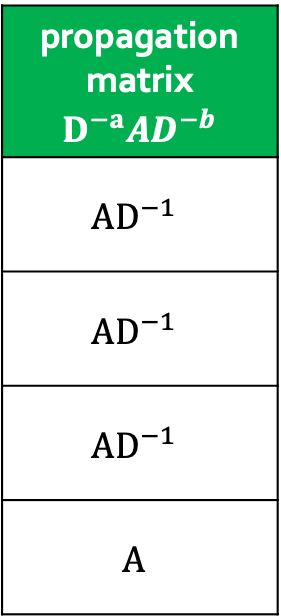 propagation
matrix
D⁻ᵃAD⁻ᵇ
AD⁻¹
AD⁻¹
AD⁻¹
A